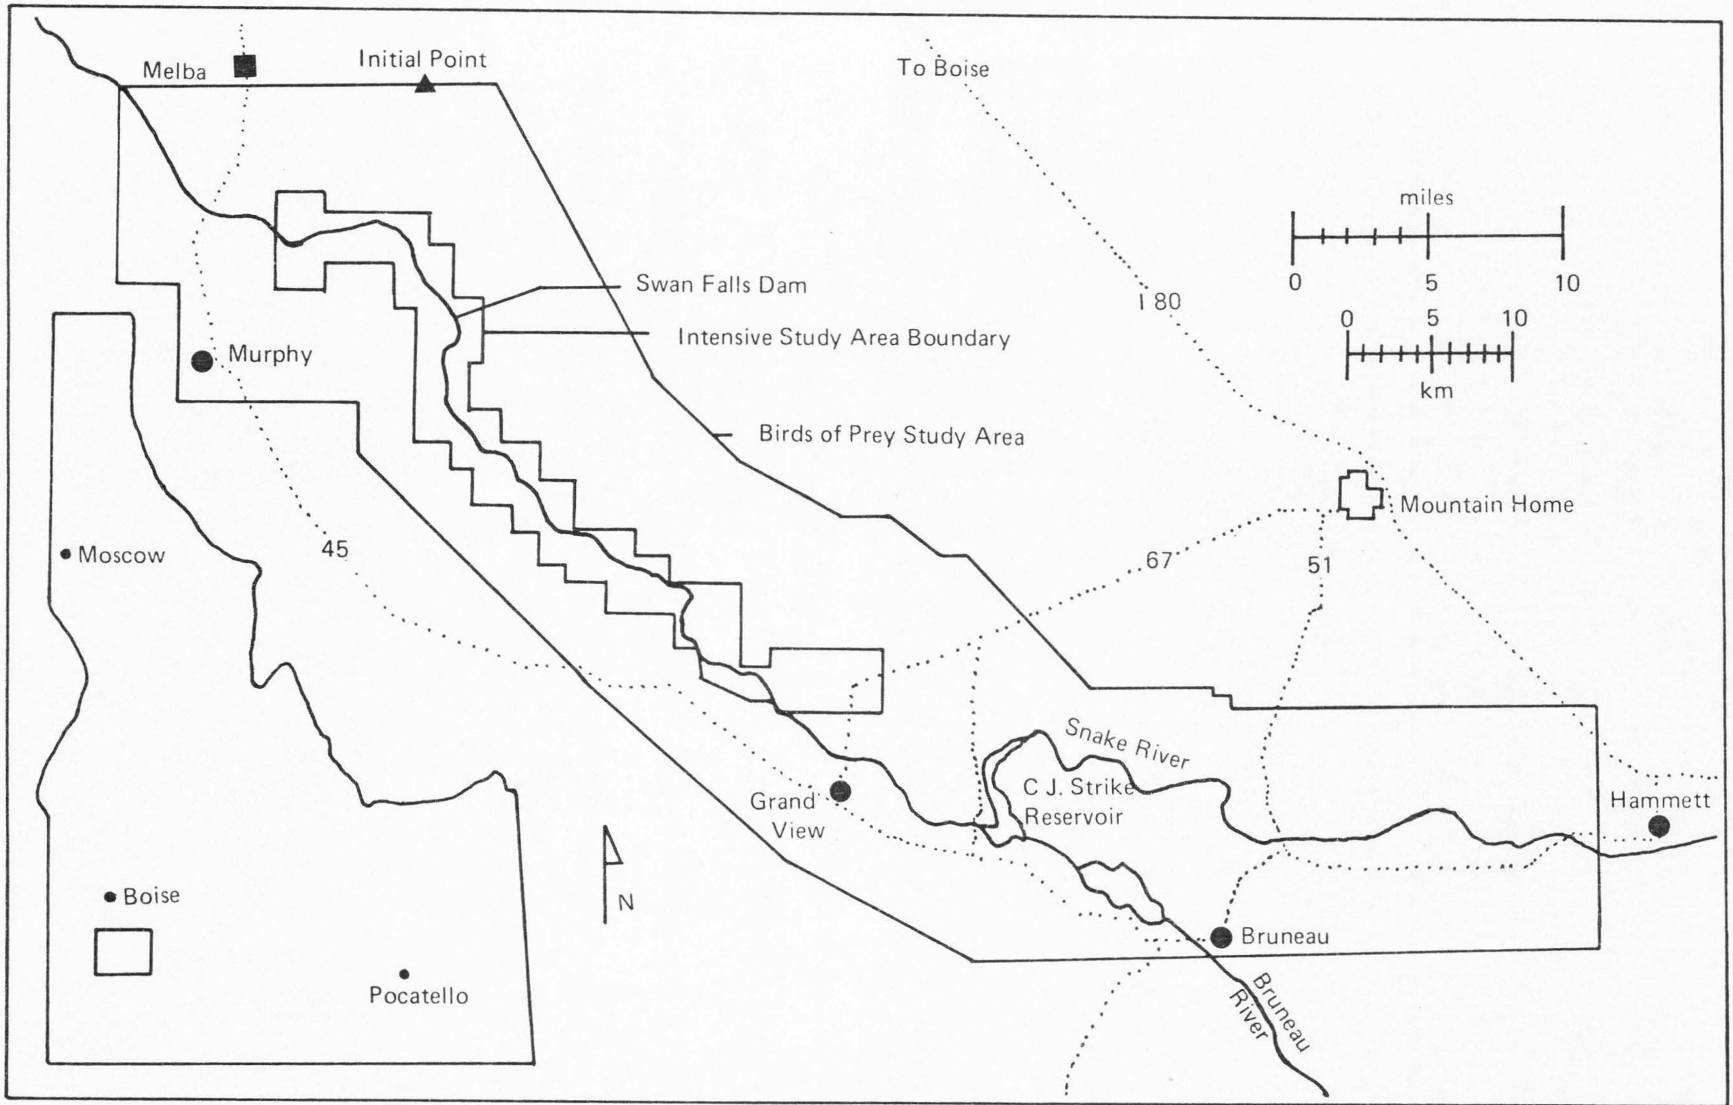 Melba
Initial Point
To Boise
miles
0 5 10
0 5 10
km
I 80
Swan Falls Dam
Intensive Study Area Boundary
Murphy
Birds of Prey Study Area
Mountain Home
45
67
51
Moscow
Snake River
C J. Strike
Reservoir
Grand
View
Hammett
Boise
N
Bruneau
Pocatello
Bruneau
River